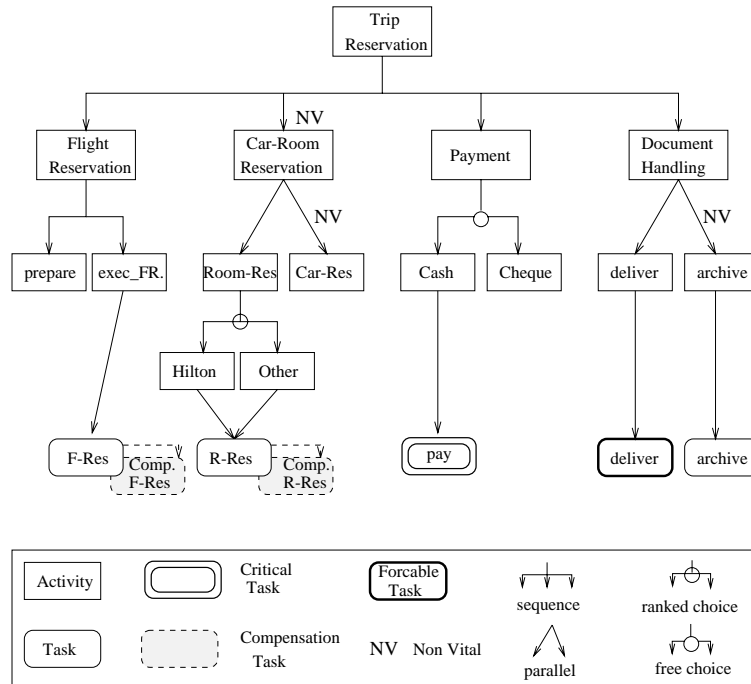 Trip
Reservation
NV
Flight
Reservation
Car-Room
Reservation
Payment
Document
Handling
NV
NV
prepare
exec_FR.
Room-Res
Car-Res
Cash
Cheque
deliver
archive
Hilton
Other
F-Res
Comp.
F-Res
R-Res
Comp.
R-Res
pay
deliver
archive
Activity
Critical
Task
Forcable
Task
sequence
ranked choice
Task
Compensation
Task
NV Non Vital
parallel
free choice